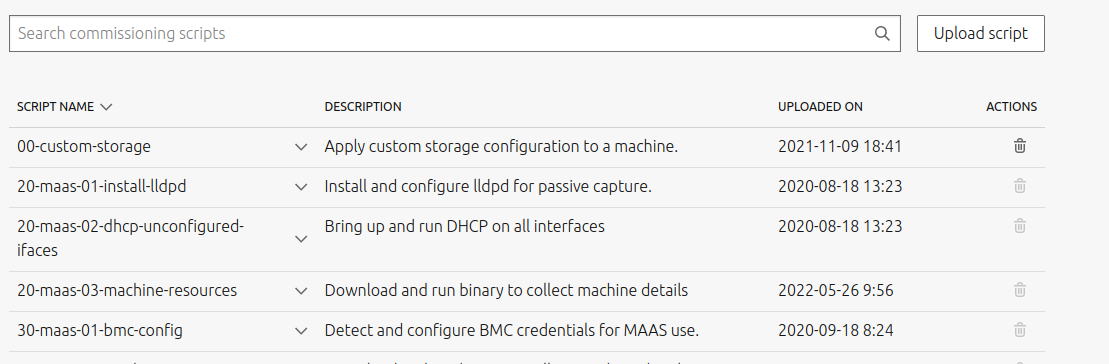 Search commissioning scripts
Upload script
SCRIPT NAME DESCRIPTION UPLOADED ON ACTIONS
00-custom-storage Apply custom storage configuration to a machine. 2021-11-09 18:41
20-maas-01-install-lldpd Install and configure lldpd for passive capture. 2020-08-18 13:23
20-maas-02-dhcp-unconfigured- Bring up and run DHCP on all interfaces 2020-08-18 13:23
ifaces
20-maas-03-machine-resources Download and run binary to collect machine details 2022-05-26 9:56
30-maas-01-bmc-config Detect and configure BMC credentials for MAAS use. 2020-09-18 8:24